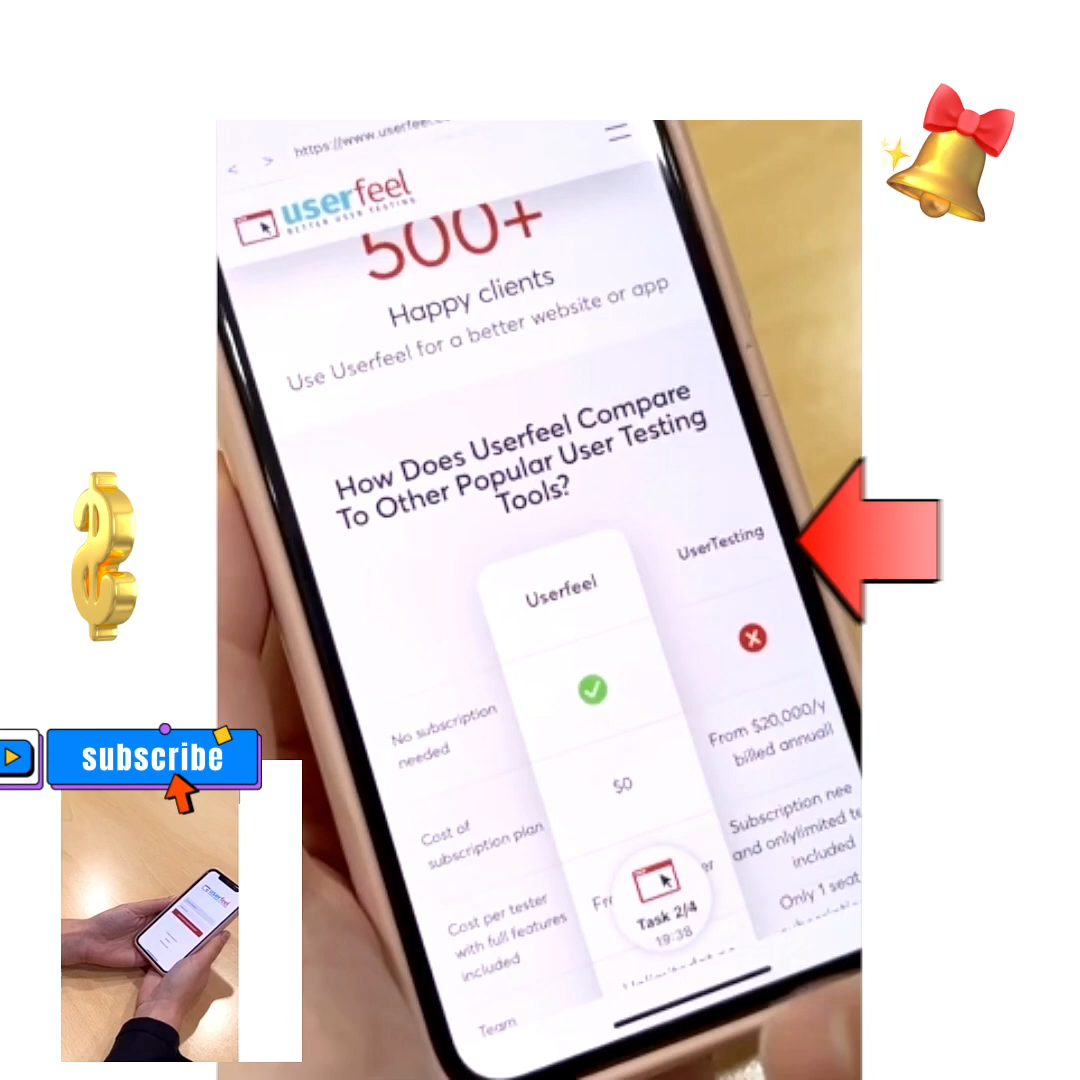 https://www.userfeel.
userfeel
BETTER USER TESTING
500+
Happy clients
Use Userfeel for a better website or app
How Does Userfeel Compare
To Other Popular User Testing
Tools?
Userfeel
UserTesting
No subscription
needed
Cost of
subscription plan
$0
From $20,000/y
billed annuall
Cost per tester
with full features
included
Subscription nee
and onlylimited te
included
Only 1 seat
Team
Task 2/4
19:38
subscribe
userfeel